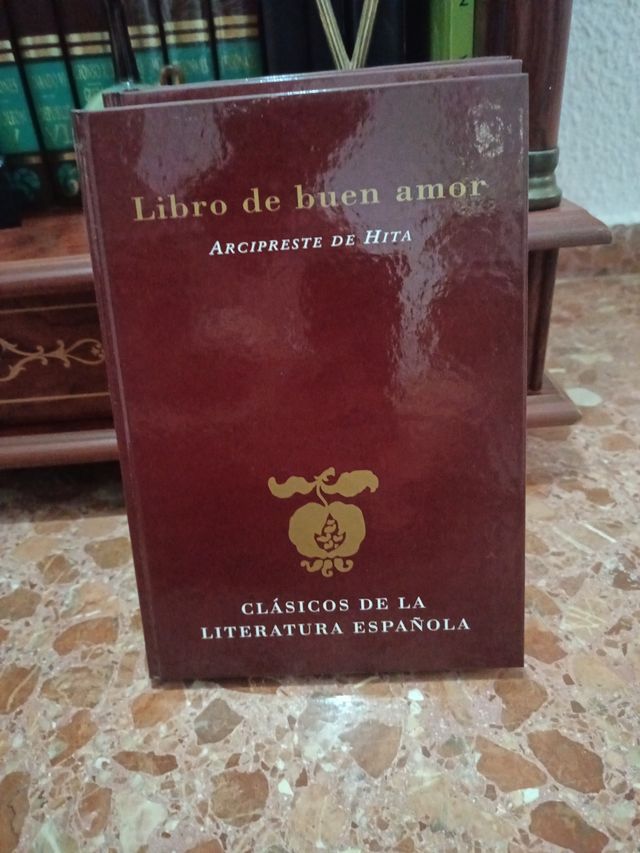 Libro de buen amor
ARCIPRESTE DE HITA
CLÁSICOS DE LA
LITERATURA ESPAÑOLA